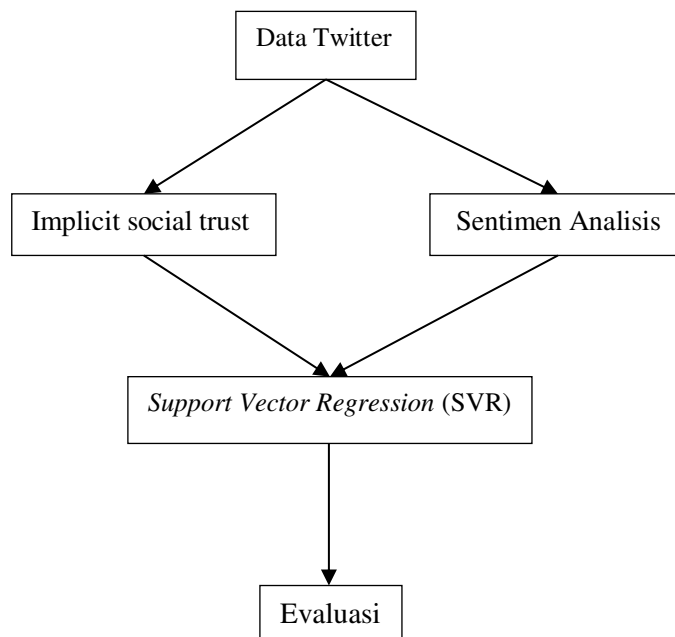 Data Twitter
Implicit social trust
Sentimen Analisis
Support Vector Regression (SVR)
Evaluasi